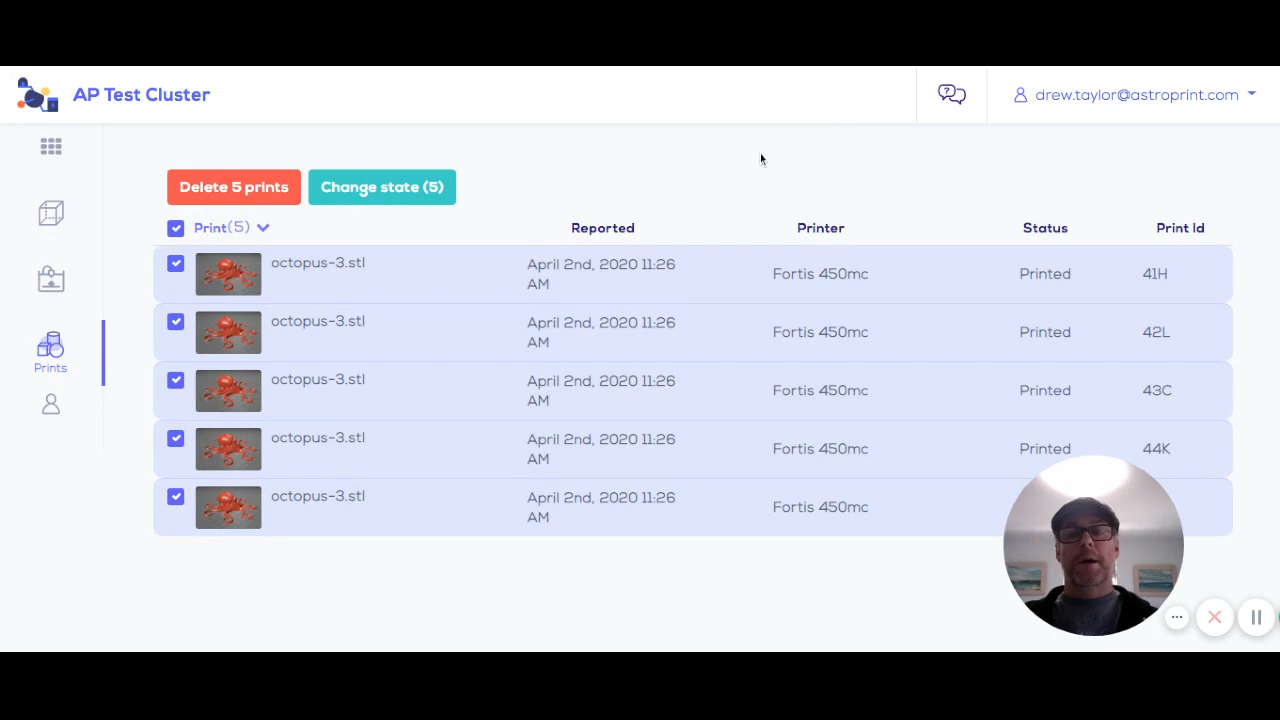 AP Test Cluster
drew.taylor@astroprint.com
Delete 5 prints
Change state (5)
Print(5) Reported Printer Status Print Id
octopus-3.stl April 2nd, 2020 11:26 AM Fortis 450mc Printed 41H
octopus-3.stl April 2nd, 2020 11:26 AM Fortis 450mc Printed 42L
Prints
octopus-3.stl April 2nd, 2020 11:26 AM Fortis 450mc Printed 43C
octopus-3.stl April 2nd, 2020 11:26 AM Fortis 450mc Printed 44K
octopus-3.stl April 2nd, 2020 11:26 AM Fortis 450mc